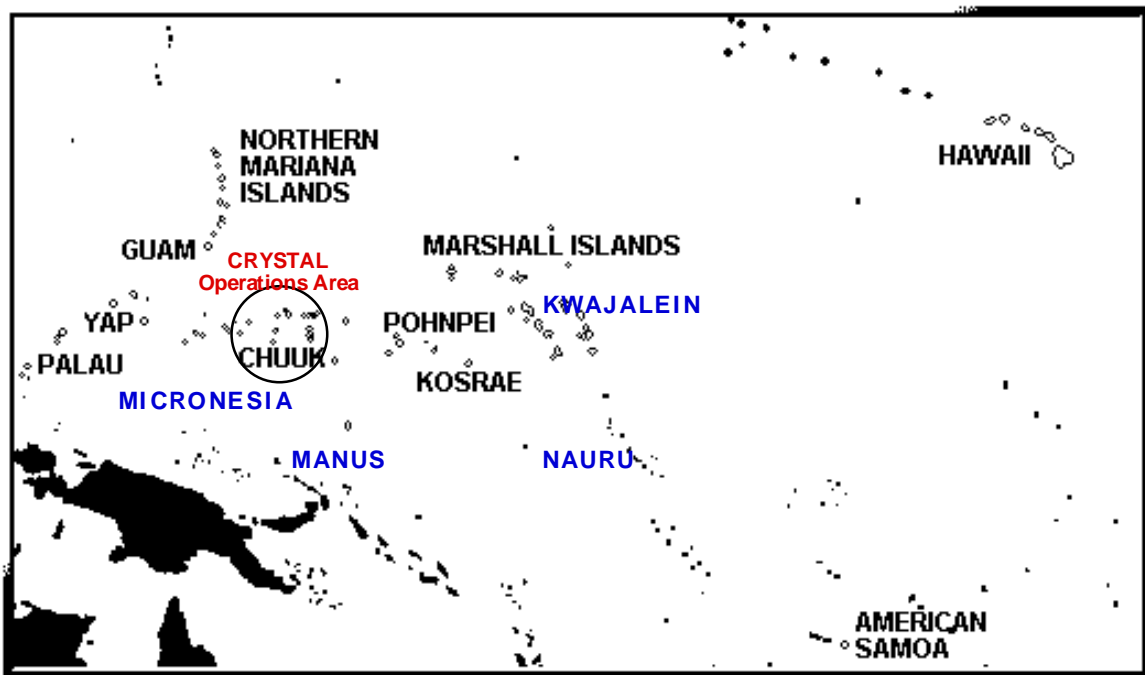 NORTHERN
MARIANA
ISLANDS
HAWAII
GUAM
MARSHALL ISLANDS
CRYSTAL
Operations Area
KWAJALEIN
YAP
POHNPEI
PALAU
CHUUK
KOSRAE
MICRONESIA
MANUS
NAURU
AMERICAN
SAMOA